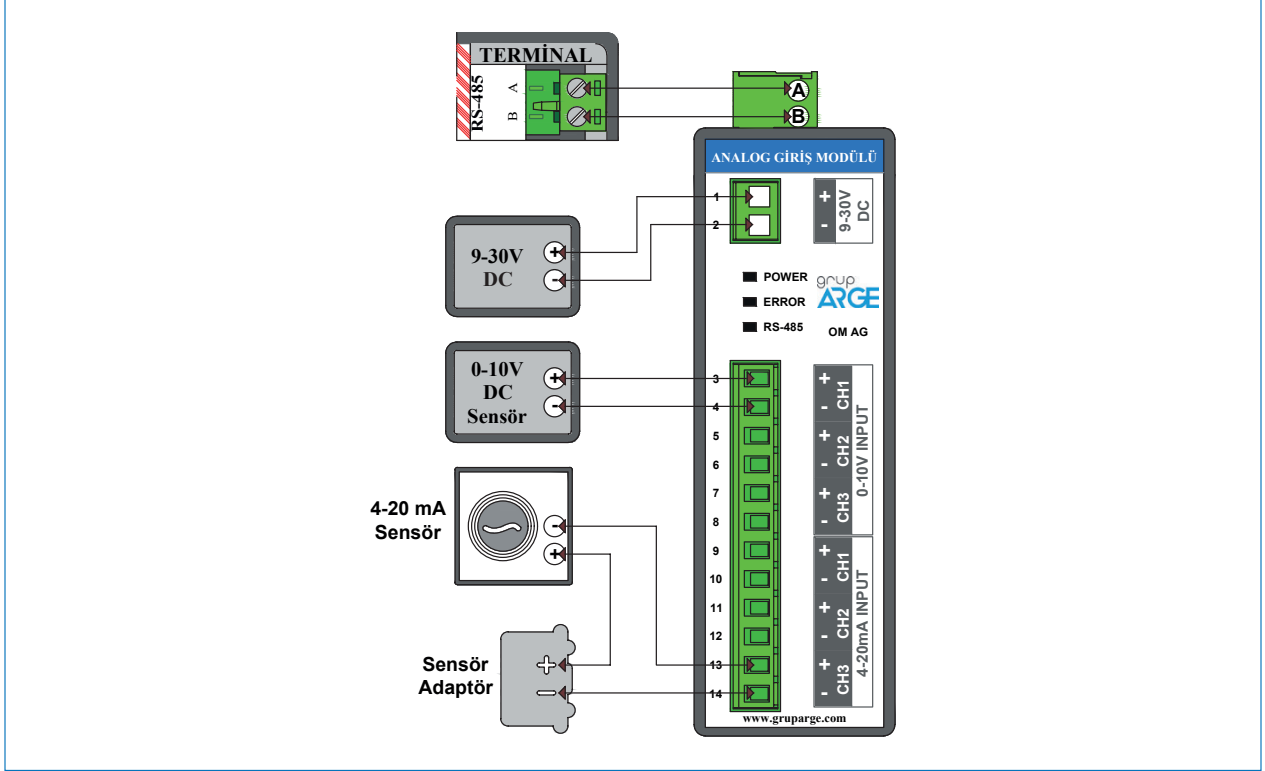 TERMİNAL
RS-485
A
B
A
B
ANALOG GİRİŞ MODÜLÜ
1
2
+
-
9-30V
DC
9-30V
DC
+
-
POWER
ERROR
RS-485
grup
ARGE
OM AG
0-10V
DC
Sensör
+
-
3
4
5
6
7
8
9
10
11
12
13
14
+
-
CH1
+
-
CH2
+
-
CH3
0-10V INPUT
+
-
CH1
+
-
CH2
+
-
CH3
4-20mA INPUT
4-20 mA
Sensör
-
+
Sensör
Adaptör
+
-
www.gruparge.com